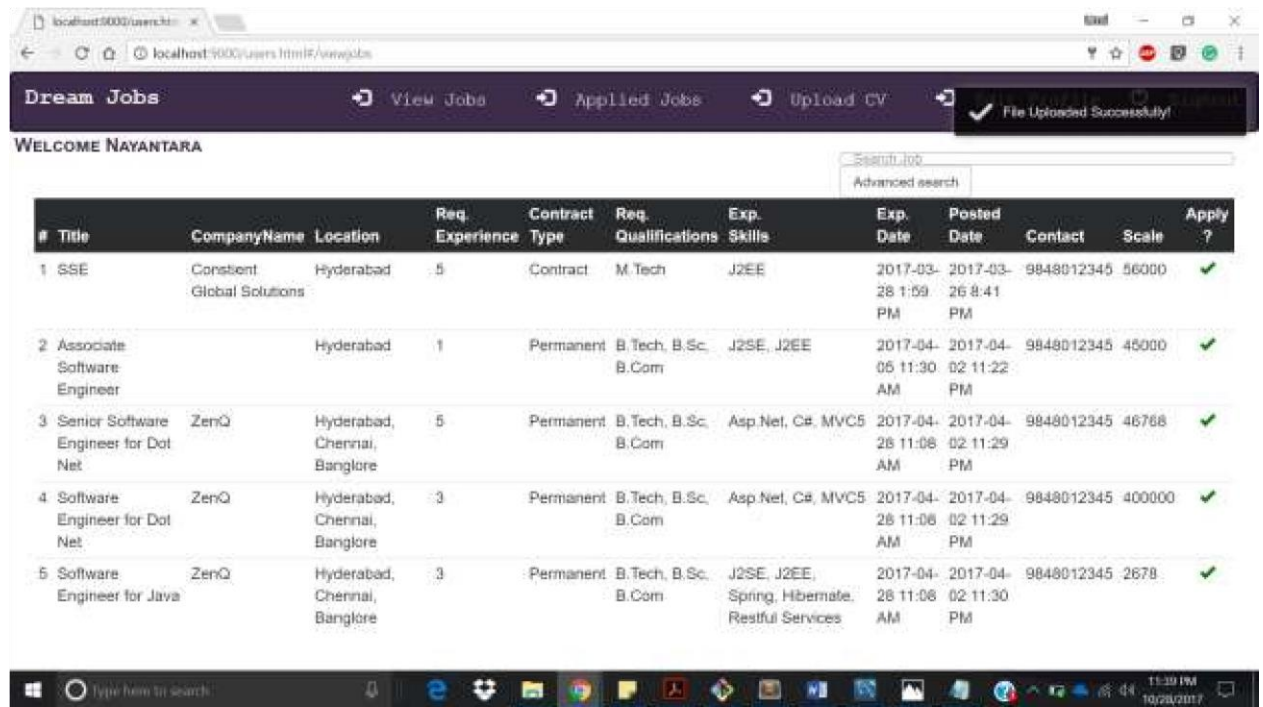 localhost:9000/users.ht
localhost:9000/users.html#/viewjobs
Dream Jobs
View Jobs
Applied Jobs
Upload CV
File Uploaded Successfully!
WELCOME NAYANTARA
Search Job
Advanced search
# Title CompanyName Location Req. Experience Contract Type Req. Qualifications Exp. Skills Exp. Date Posted Date Contact Scale Apply ?
1 SSE Constient Hyderabad 5 Contract M.Tech J2EE 2017-03- 2017-03- 9848012345 56000
Global Solutions 28 1:59 26 8:41
PM PM
2 Associate Hyderabad 1 Permanent B.Tech, B.Sc, J2SE, J2EE 2017-04- 2017-04- 9848012345 45000
Software B.Com 05 11:30 02 11:22
Engineer AM PM
3 Senior Software ZenQ Hyderabad, 5 Permanent B.Tech, B.Sc, Asp.Net, C#, MVC5 2017-04- 2017-04- 9848012345 46768
Engineer for Dot Chennai, B.Com 28 11:08 02 11:29
Net Banglore AM PM
4 Software ZenQ Hyderabad, 3 Permanent B.Tech, B.Sc, Asp.Net, C#, MVC5 2017-04- 2017-04- 9848012345 400000
Engineer for Dot Chennai, B.Com 28 11:08 02 11:29
Net Banglore AM PM
5 Software ZenQ Hyderabad, 3 Permanent B.Tech, B.Sc, J2SE, J2EE, 2017-04- 2017-04- 9848012345 2678
Engineer for Java Chennai, B.Com Spring, Hibernate, 28 11:08 02 11:30
Banglore Restful Services AM PM
Type here to search
11:39 PM
10/28/2017